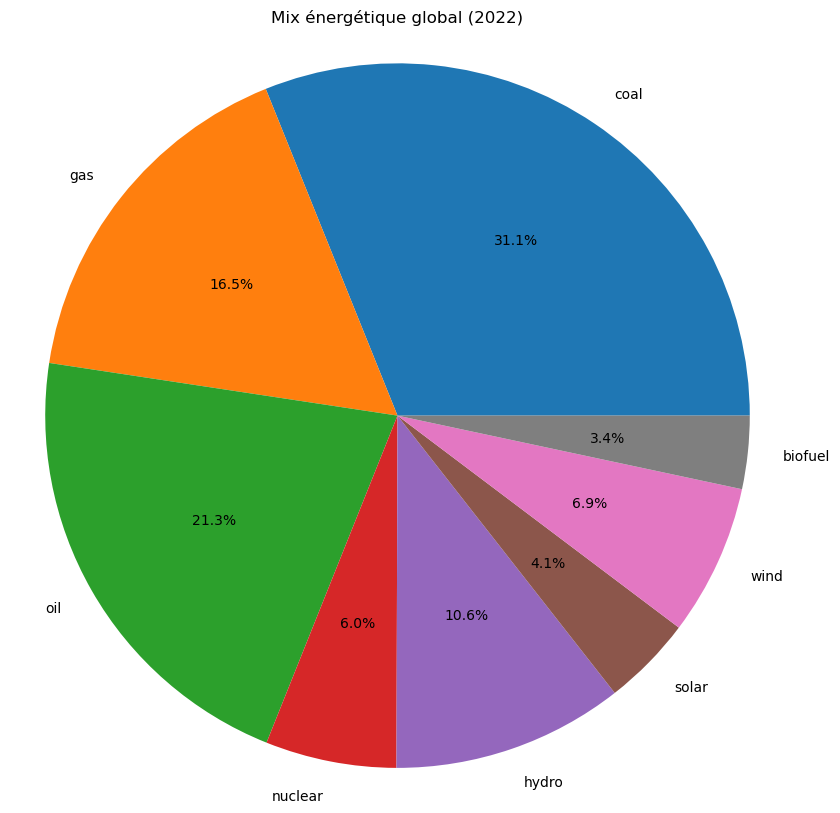 Mix énergétique global (2022)
coal
gas
31.1%
16.5%
3.4%
biofuel
6.9%
21.3%
4.1%
wind
oil
10.6%
6.0%
solar
hydro
nuclear